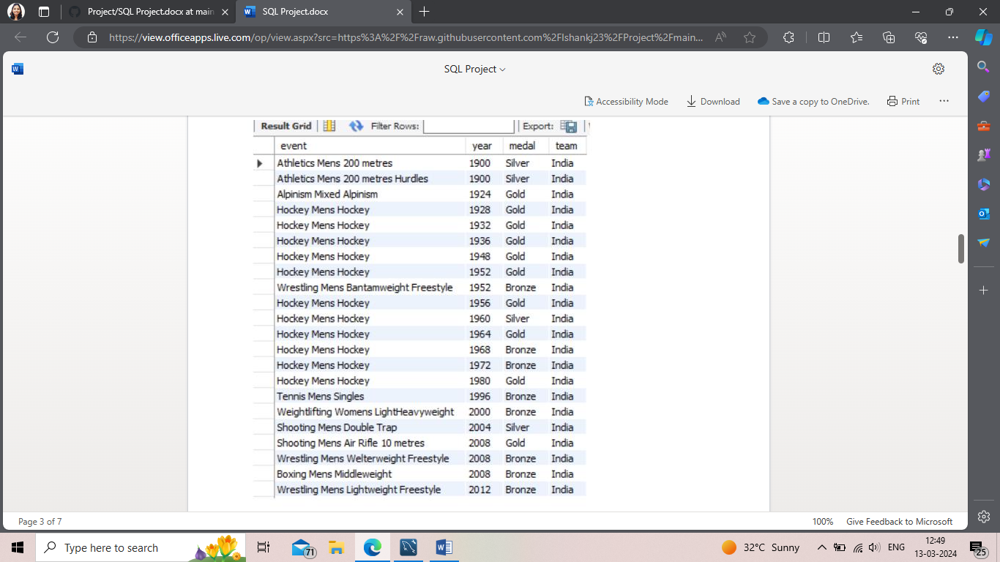 Project/SQL Project.docx at main
SQL Project.docx
https://view.officeapps.live.com/op/view.aspx?src=https%3A%2F%2Fraw.githubusercontent.com%2FIshankj23%2FProject%2Fmain...
SQL Project
Accessibility Mode Download Save a copy to OneDrive. Print
Result Grid Filter Rows: Export:
event year medal team
Athletics Mens 200 metres 1900 Silver India
Athletics Mens 200 metres Hurdles 1900 Silver India
Alpinism Mixed Alpinism 1924 Gold India
Hockey Mens Hockey 1928 Gold India
Hockey Mens Hockey 1932 Gold India
Hockey Mens Hockey 1936 Gold India
Hockey Mens Hockey 1948 Gold India
Hockey Mens Hockey 1952 Gold India
Wrestling Mens Bantamweight Freestyle 1952 Bronze India
Hockey Mens Hockey 1956 Gold India
Hockey Mens Hockey 1960 Silver India
Hockey Mens Hockey 1964 Gold India
Hockey Mens Hockey 1968 Bronze India
Hockey Mens Hockey 1972 Bronze India
Hockey Mens Hockey 1980 Gold India
Tennis Mens Singles 1996 Bronze India
Weightlifting Womens LightHeavyweight 2000 Bronze India
Shooting Mens Double Trap 2004 Silver India
Shooting Mens Air Rifle 10 metres 2008 Gold India
Wrestling Mens Welterweight Freestyle 2008 Bronze India
Boxing Mens Middleweight 2008 Bronze India
Wrestling Mens Lightweight Freestyle 2012 Bronze India
Page 3 of 7 100% Give Feedback to Microsoft
Type here to search 71 32°C Sunny ENG 12:49
13-03-2024 25